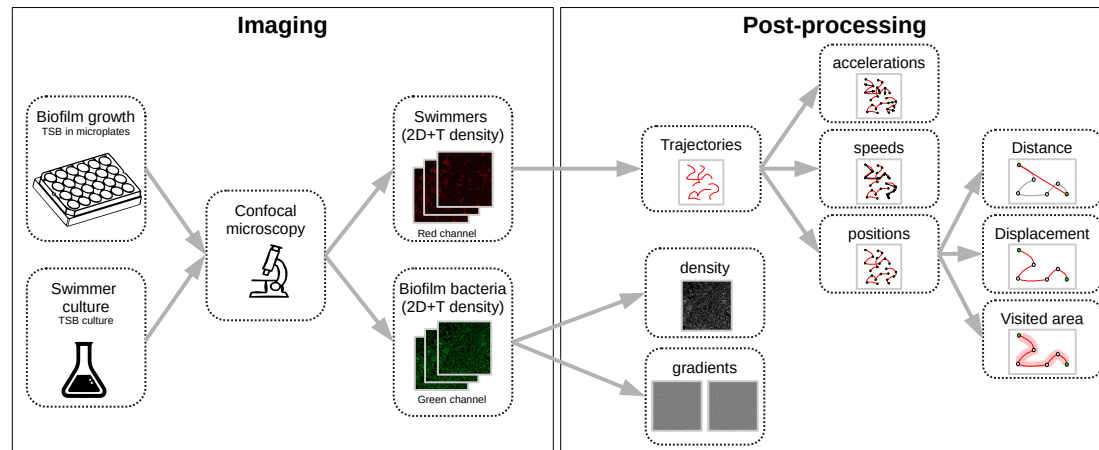 Imaging
Biofilm growth
TSB in microplates
Swimmer
culture
TSB culture
Confocal
microscopy
Swimmers
(2D+T density)
Red channel
Biofilm bacteria
(2D+T density)
Green channel
Post-processing
Trajectories
density
gradients
accelerations
speeds
positions
Distance
Displacement
Visited area